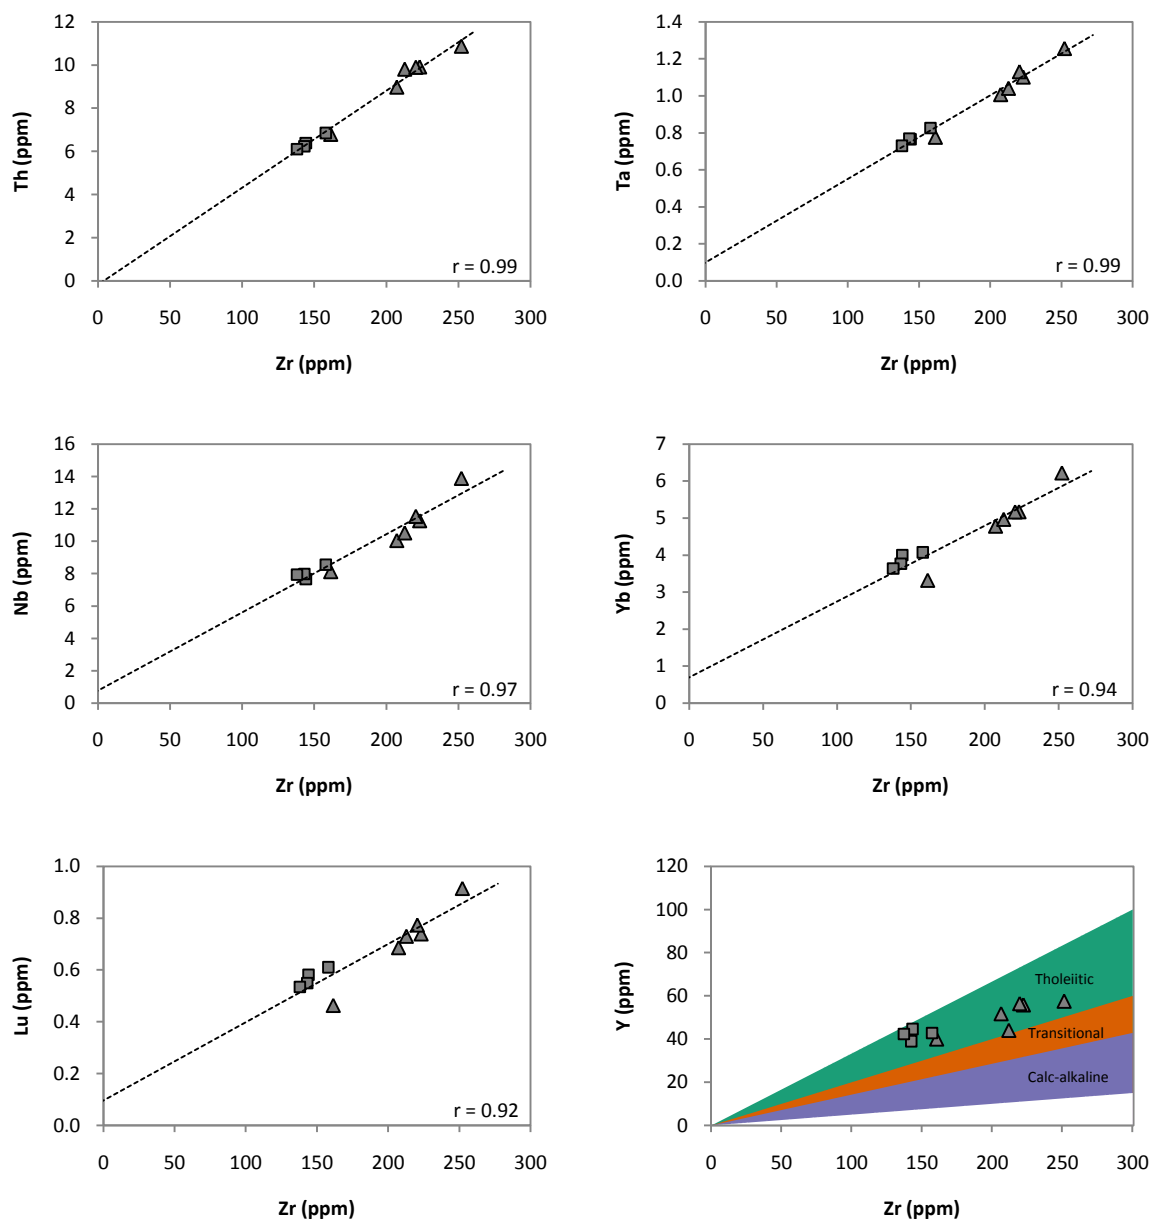 12
10
8
6
4
2
0
Th (ppm)
r = 0.99
0 50 100 150 200 250 300
Zr (ppm)
1.4
1.2
1.0
0.8
0.6
0.4
0.2
0.0
Ta (ppm)
r = 0.99
0 50 100 150 200 250 300
Zr (ppm)
16
14
12
10
8
6
4
2
0
Nb (ppm)
r = 0.97
0 50 100 150 200 250 300
Zr (ppm)
7
6
5
4
3
2
1
0
Yb (ppm)
r = 0.94
0 50 100 150 200 250 300
Zr (ppm)
1.0
0.8
0.6
0.4
0.2
0.0
Lu (ppm)
r = 0.92
0 50 100 150 200 250 300
Zr (ppm)
120
100
80
60
40
20
0
Y (ppm)
Tholeiitic
Transitional
Calc-alkaline
0 50 100 150 200 250 300
Zr (ppm)